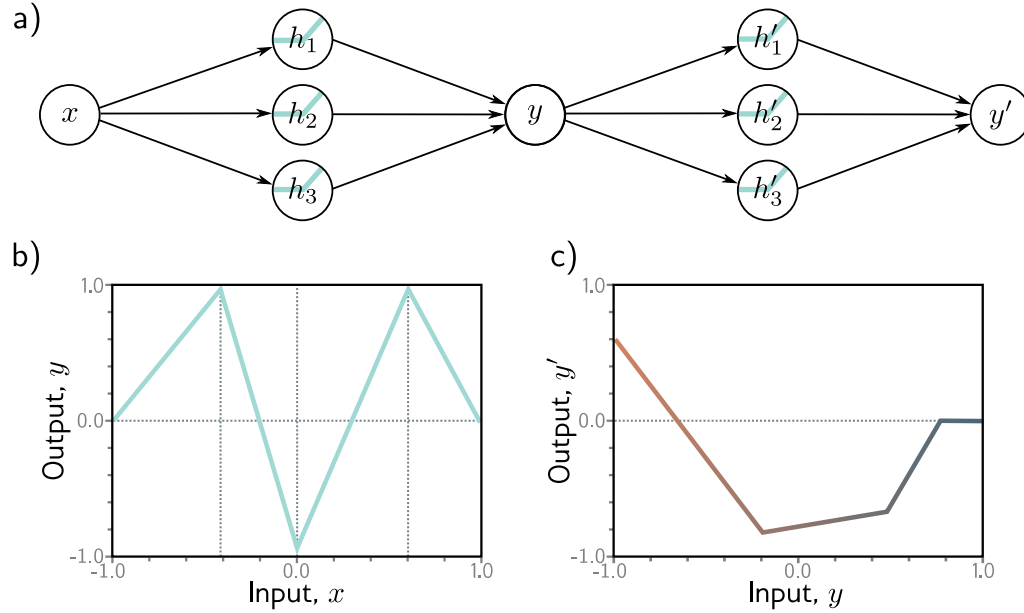 a)
h₁
h′₁
x
h₂
y
h′₂
y′
h₃
h′₃
b)
c)
1.0
0.0
-1.0
Output, y
-1.0
0.0
1.0
Input, x
1.0
0.0
-1.0
Output, y′
-1.0
0.0
1.0
Input, y